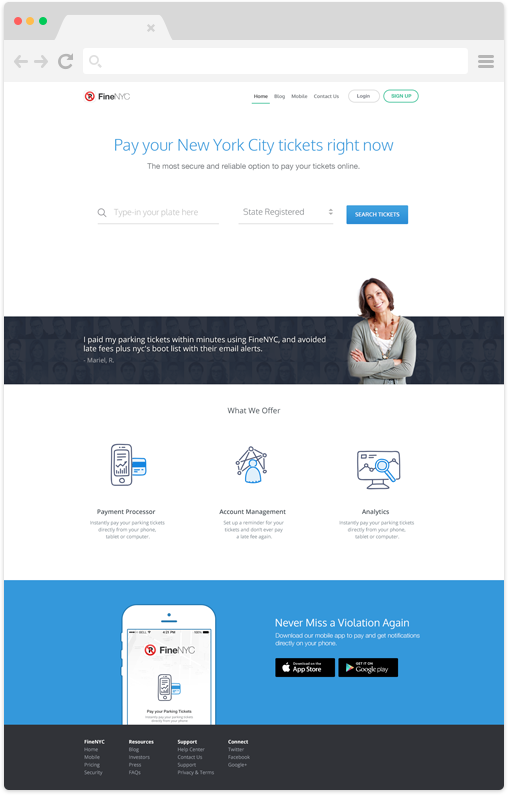 FineNYC
Home Blog Mobile Contact Us Login SIGN UP
Pay your New York City tickets right now
The most secure and reliable option to pay your tickets online.
Type-in your plate here State Registered SEARCH TICKETS
I paid my parking tickets within minutes using FineNYC, and avoided
late fees plus nyc's boot list with their email alerts.
- Mariel, R.
What We Offer
Payment Processor
Instantly pay your parking tickets
directly from your phone,
tablet or computer.
Account Management
Set up a reminder for your
tickets and don't ever pay
a late fee again.
Analytics
Instantly pay your parking tickets
directly from your phone,
tablet or computer.
BELL 4:21 PM 100%
FineNYC
Pay your Parking Tickets
Instantly pay your parking tickets
directly from your phone
Never Miss a Violation Again
Download our mobile app to pay and get notifications
directly on your phone.
Download on the
App Store
GET IT ON
Google play
FineNYC
Home
Mobile
Pricing
Security
Resources
Blog
Investors
Press
FAQs
Support
Help Center
Contact Us
Support
Privacy & Terms
Connect
Twitter
Facebook
Google+